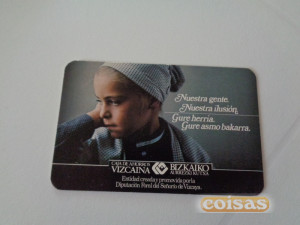 Nuestra gente.
Nuestra ilusión.
Gure herria.
Gure asmo bakarra.
CAJA DE AHORROS
VIZCAINA
BIZKAIKO
AURREZKI KUTXA
Entidad creada y promovida por la
Diputación Foral del Señorío de Vizcaya.
coisas